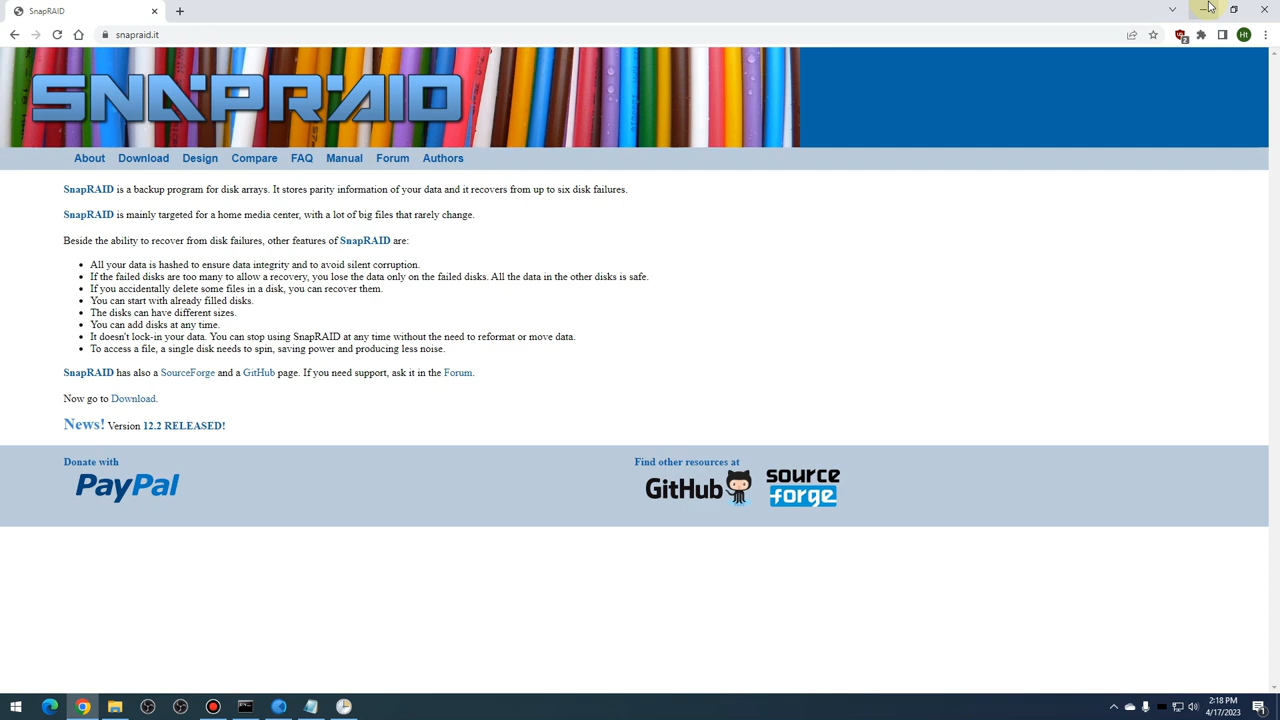 SnapRAID
snapraid.it
2
Ht
SNAPRAID
About Download Design Compare FAQ Manual Forum Authors
SnapRAID is a backup program for disk arrays. It stores parity information of your data and it recovers from up to six disk failures.
SnapRAID is mainly targeted for a home media center, with a lot of big files that rarely change.
Beside the ability to recover from disk failures, other features of SnapRAID are:
• All your data is hashed to ensure data integrity and to avoid silent corruption.
• If the failed disks are too many to allow a recovery, you lose the data only on the failed disks. All the data in the other disks is safe.
• If you accidentally delete some files in a disk, you can recover them.
• You can start with already filled disks.
• The disks can have different sizes.
• You can add disks at any time.
• It doesn't lock-in your data. You can stop using SnapRAID at any time without the need to reformat or move data.
• To access a file, a single disk needs to spin, saving power and producing less noise.
SnapRAID has also a SourceForge and a GitHub page. If you need support, ask it in the Forum.
Now go to Download.
News! Version 12.2 RELEASED!
Donate with
PayPal
Find other resources at
GitHub
source
forge
2:18 PM
4/17/2023
1